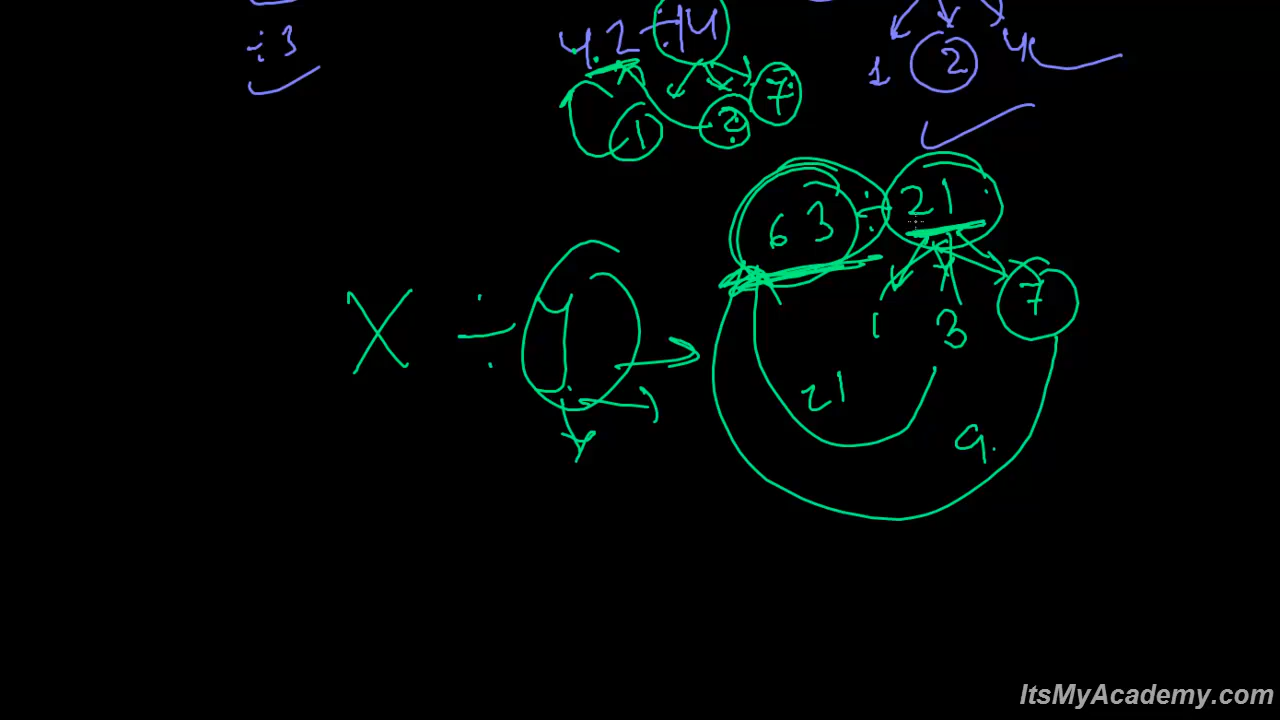 ÷ 3
4.2 ÷ 14
1 2 4
1 2 7
63 ÷ 21
X ÷ y
1 3 7
21
9.
ItsMyAcademy.com